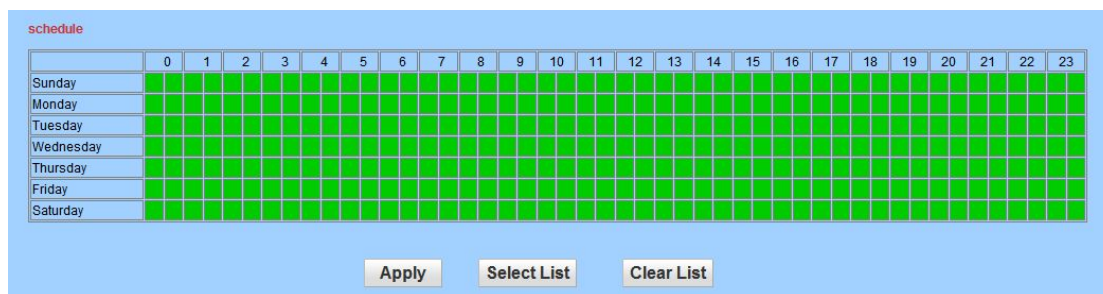 schedule
0 1 2 3 4 5 6 7 8 9 10 11 12 13 14 15 16 17 18 19 20 21 22 23
Sunday
Monday
Tuesday
Wednesday
Thursday
Friday
Saturday
Apply Select List Clear List